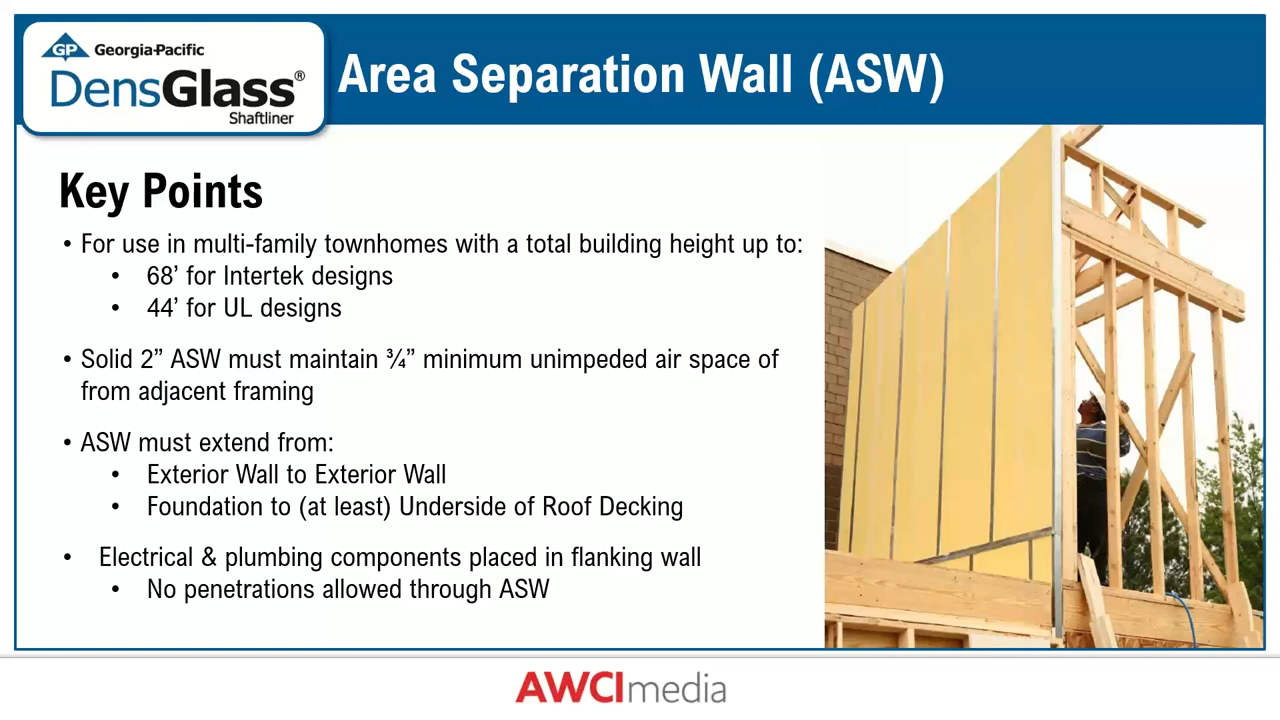 GP Georgia-Pacific
DensGlass®
Shaftliner
Area Separation Wall (ASW)
Key Points
• For use in multi-family townhomes with a total building height up to:
• 68’ for Intertek designs
• 44’ for UL designs
• Solid 2” ASW must maintain ¾” minimum unimpeded air space of
from adjacent framing
• ASW must extend from:
• Exterior Wall to Exterior Wall
• Foundation to (at least) Underside of Roof Decking
• Electrical & plumbing components placed in flanking wall
• No penetrations allowed through ASW
AWCImedia